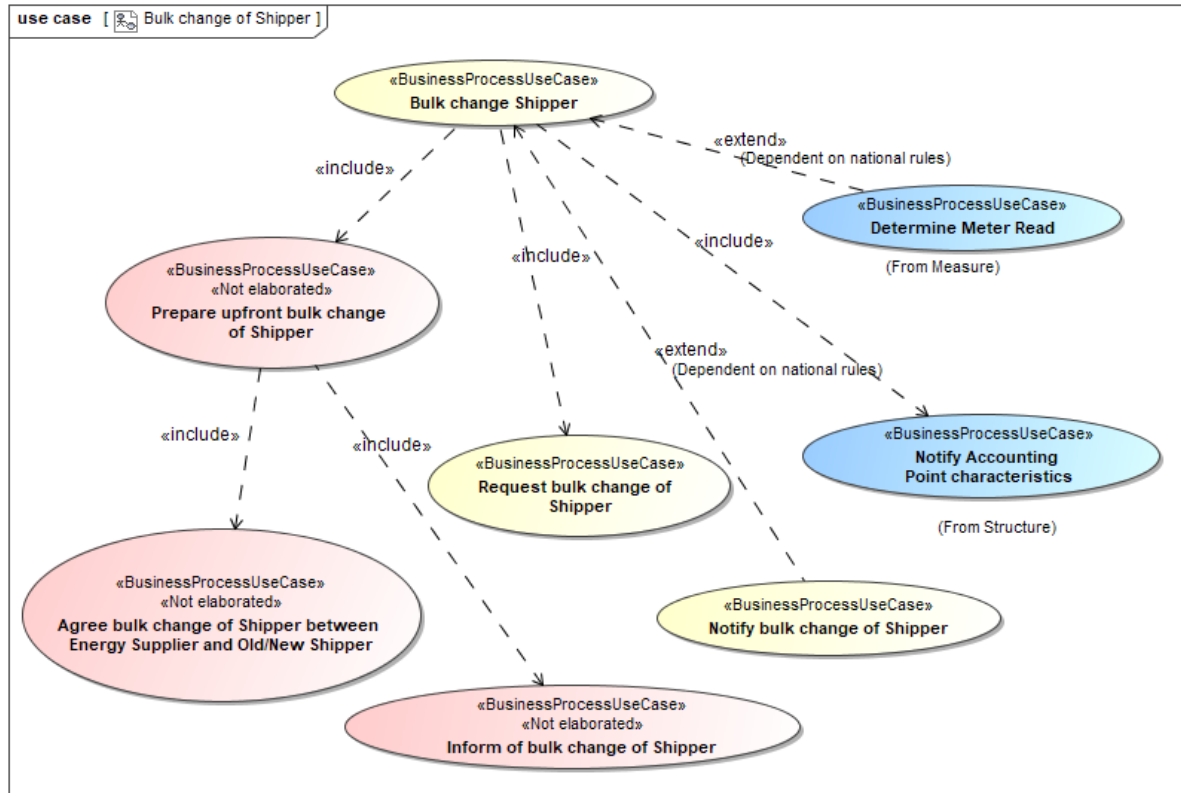 use case [ Bulk change of Shipper ]
«BusinessProcessUseCase»
Bulk change Shipper
«extend»
(Dependent on national rules)
«include»
«BusinessProcessUseCase»
Determine Meter Read
(From Measure)
«include»
«include»
«BusinessProcessUseCase»
«Not elaborated»
Prepare upfront bulk change
of Shipper
«extend»
(Dependent on national rules)
«include»
«include»
«BusinessProcessUseCase»
Notify Accounting
Point characteristics
(From Structure)
«BusinessProcessUseCase»
Request bulk change of
Shipper
«BusinessProcessUseCase»
«Not elaborated»
Agree bulk change of Shipper between
Energy Supplier and Old/New Shipper
«BusinessProcessUseCase»
Notify bulk change of Shipper
«BusinessProcessUseCase»
«Not elaborated»
Inform of bulk change of Shipper